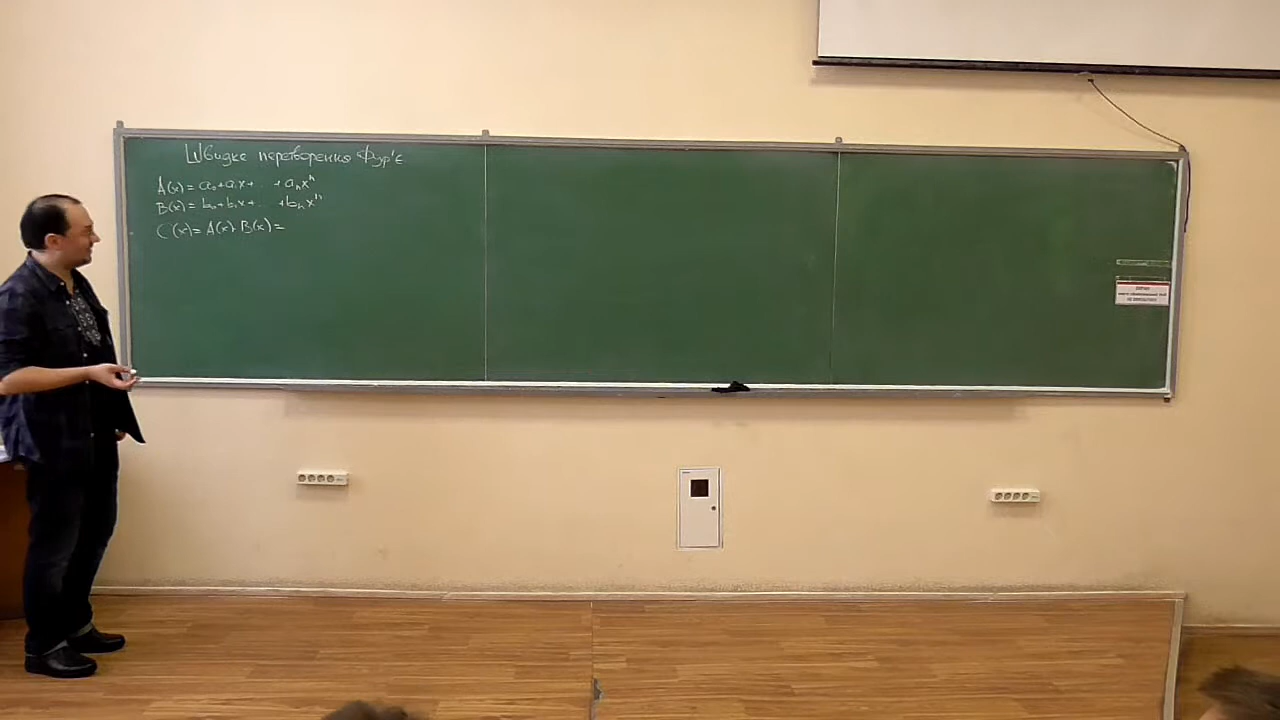 Швидке перетворення Фур'є
A(x)= a₀+a₁x+ ... +aₙxⁿ
B(x)= b₀+b₁x+ ... +bₙxⁿ
C(x)= A(x)·B(x)=